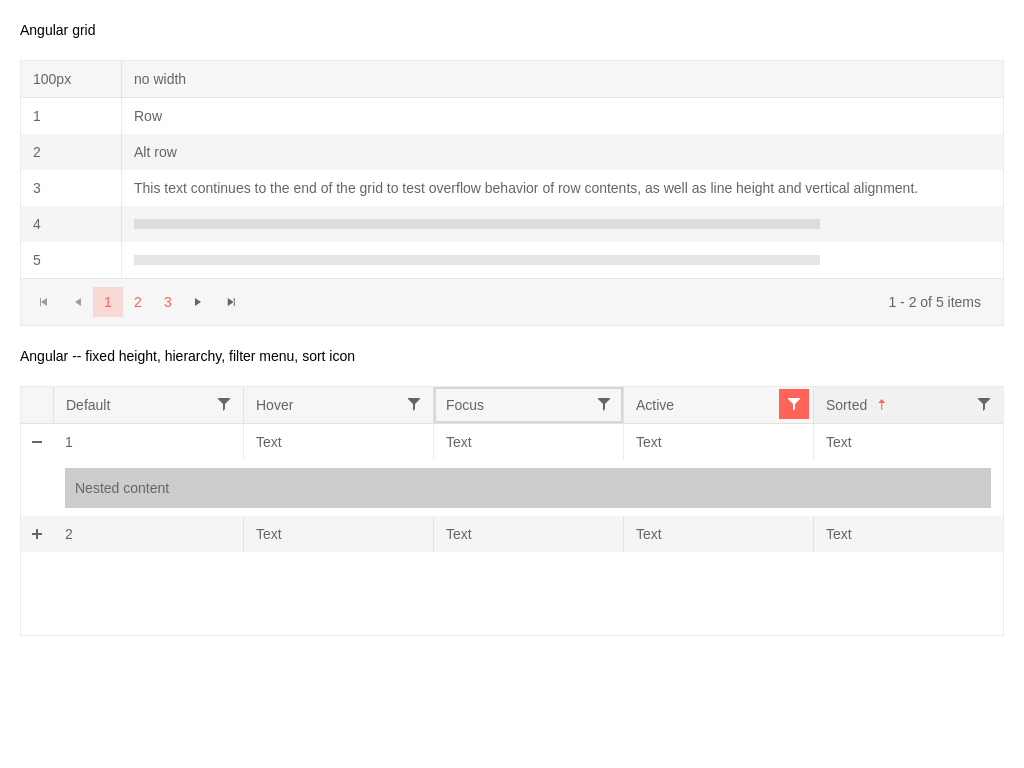 Angular grid
100px no width
1 Row
2 Alt row
3 This text continues to the end of the grid to test overflow behavior of row contents, as well as line height and vertical alignment.
4
5
1 2 3 1 - 2 of 5 items
Angular -- fixed height, hierarchy, filter menu, sort icon
Default Hover Focus Active Sorted
1 Text Text Text Text
Nested content
2 Text Text Text Text